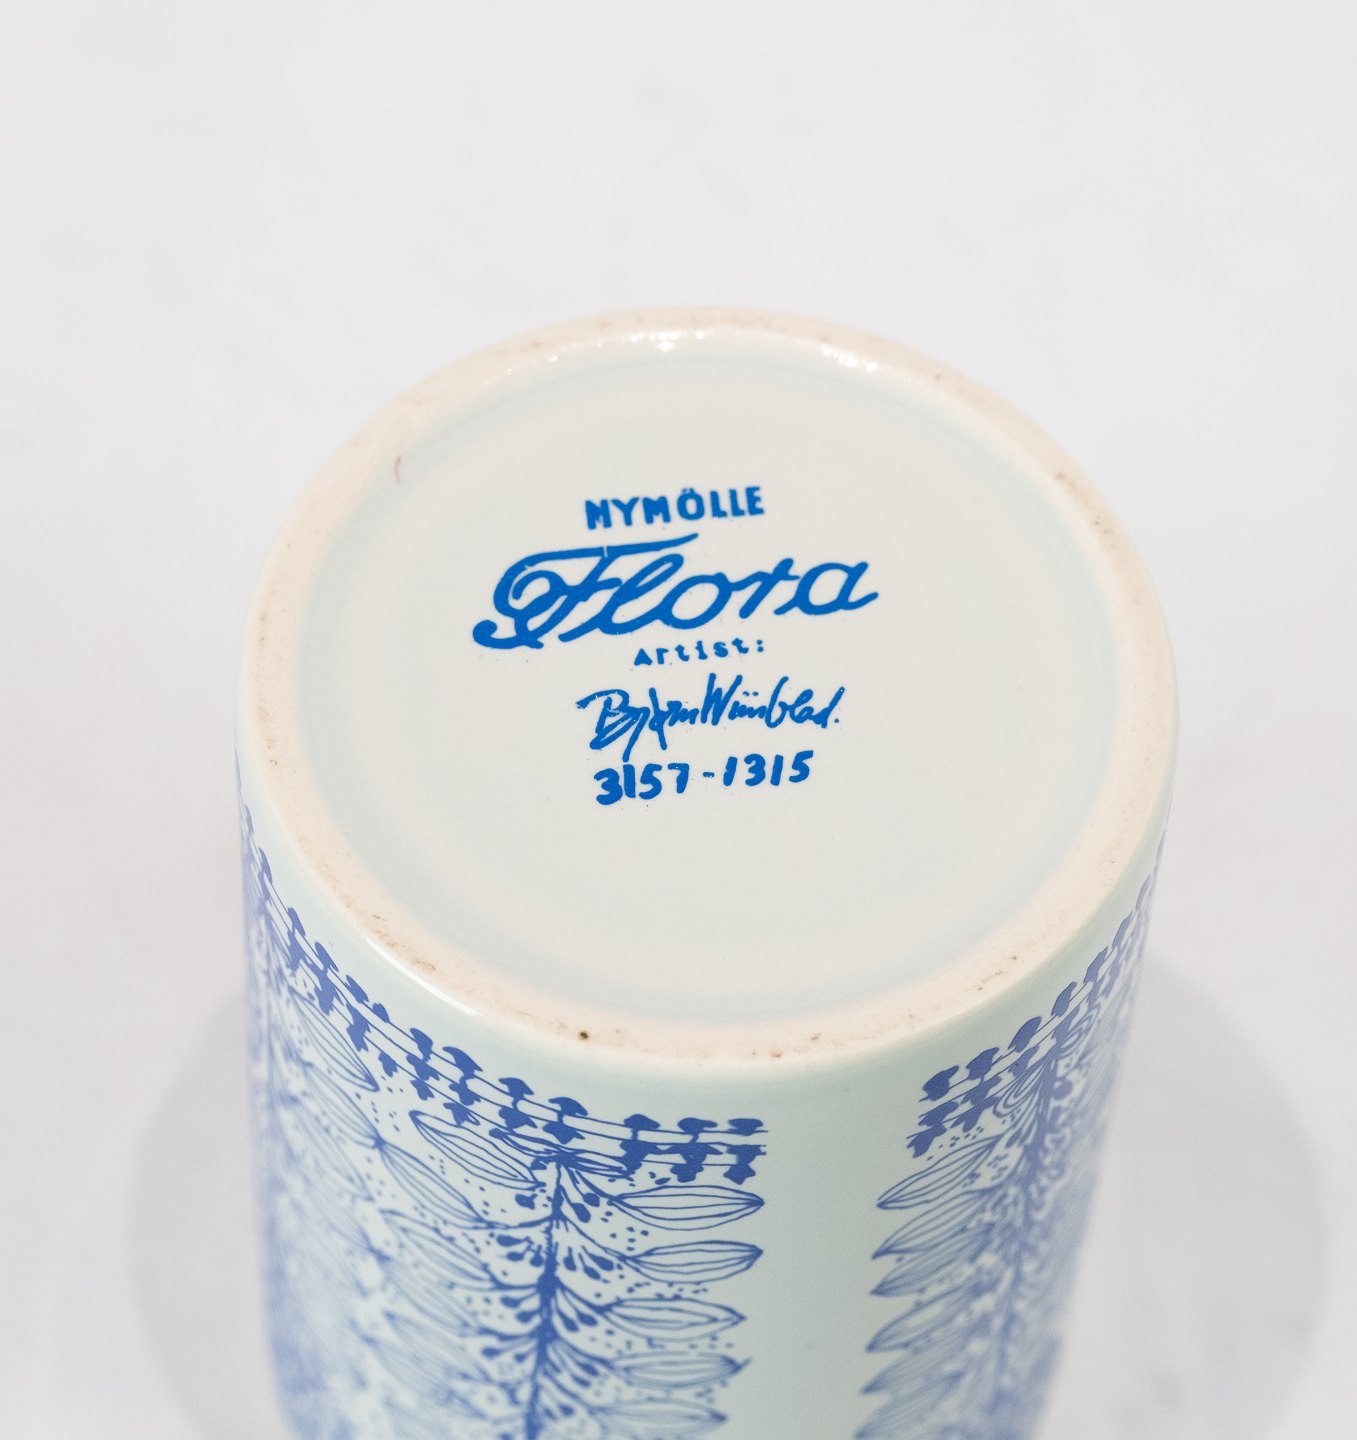 NYMÖLLE
Flora
Artist:
Bjørn Wiinblad.
3157-1315